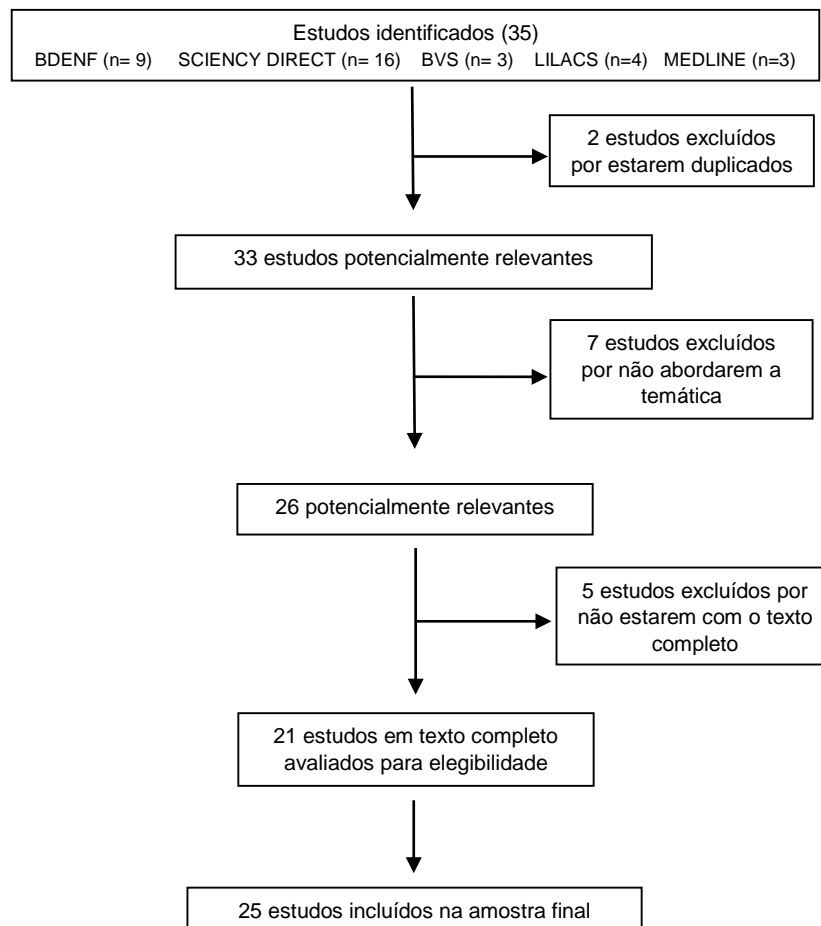 Estudos identificados (35)
BDENF (n= 9) SCIENCY DIRECT (n= 16) BVS (n= 3) LILACS (n=4) MEDLINE (n=3)
2 estudos excluídos
por estarem duplicados
33 estudos potencialmente relevantes
7 estudos excluídos
por não abordarem a
temática
26 potencialmente relevantes
5 estudos excluídos por
não estarem com o texto
completo
21 estudos em texto completo
avaliados para elegibilidade
25 estudos incluídos na amostra final